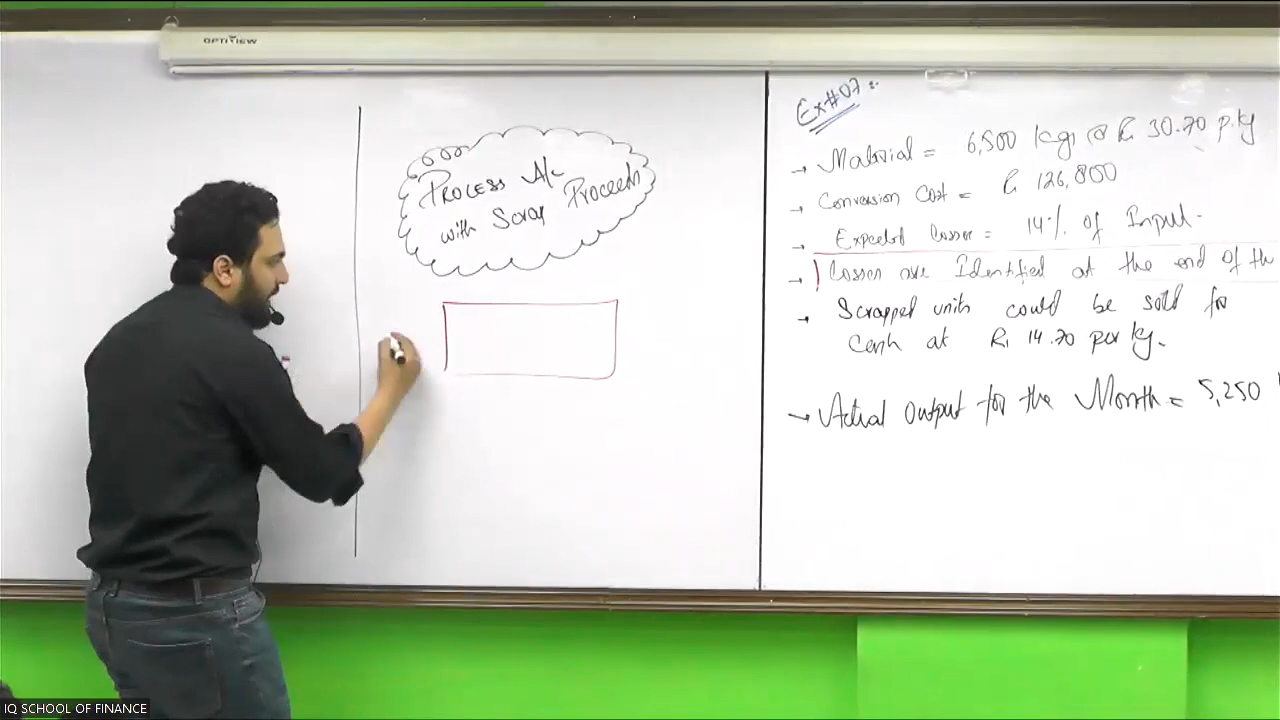 OPTIVIEW
PROCESS A/c
with Scrap Proceeds
Ex#07:
→ Material = 6,500 kgs @ Rs 30.70 p.kg
→ Conversion Cost = Rs 126,800
→ Expected losses = 14% of Input.
→ Losses are Identified at the end of the
→ Scrapped units could be sold for
Cash at Rs 14.70 per kg.
→ Actual output for the Month = 5,250
IQ SCHOOL OF FINANCE